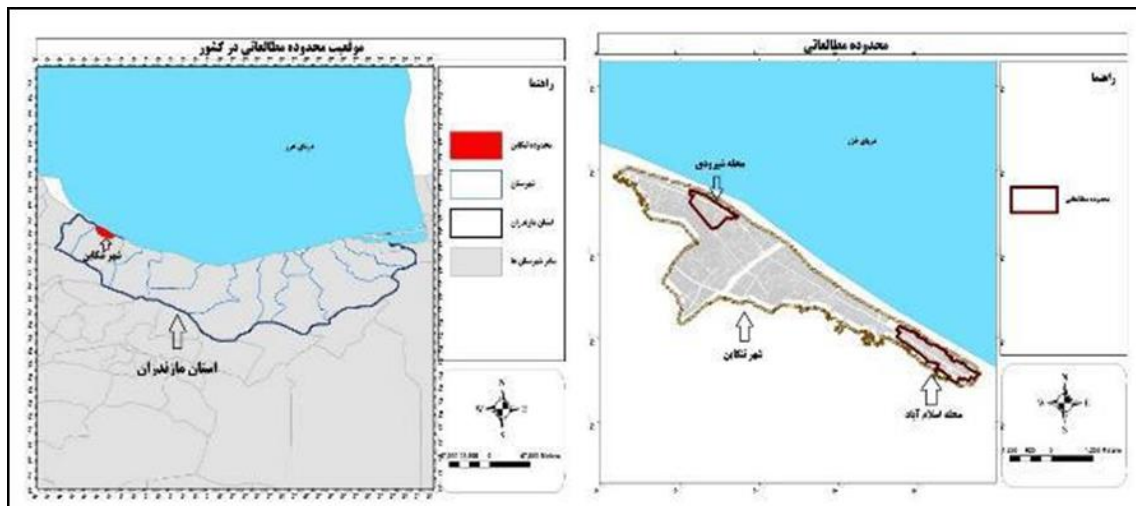 موقعیت محدوده مطالعاتی در کشور
راهنما
محدوده تنکابن
شهرستان
استان مازندران
سایر شهرستان ها
دریای خزر
شهر تنکابن
استان مازندران
N
W E
S
محدوده مطالعاتی
راهنما
محدوده مطالعاتی
دریای خزر
محله شیرودی
شهر تنکابن
محله اسلام آباد
N
W E
S